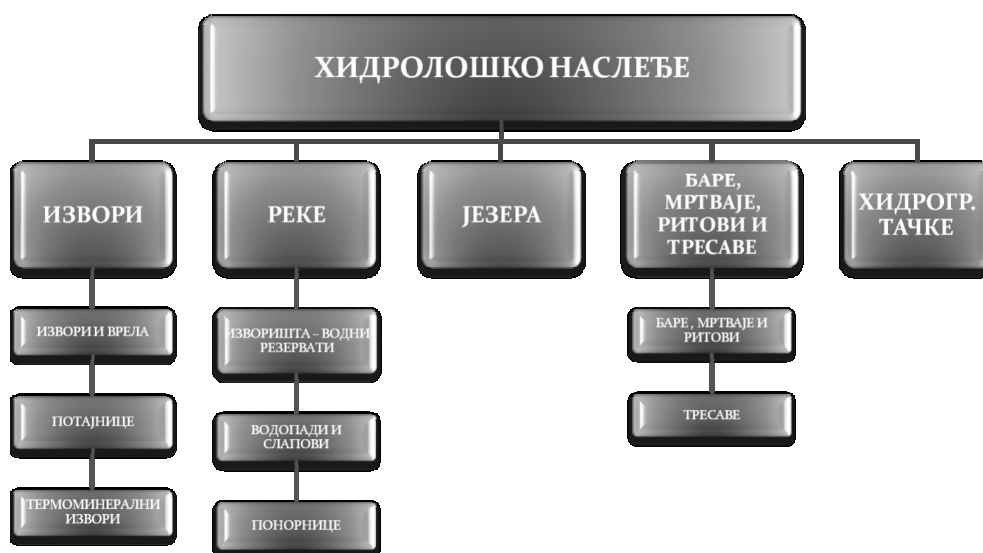 ХИДРОЛОШКО НАСЛЕЂЕ
ИЗВОРИ
РЕКЕ
ЈЕЗЕРА
БАРЕ,
МРТВАЈЕ,
РИТОВИ И
ТРЕСАВЕ
ХИДРОГР.
ТАЧКЕ
ИЗВОРИ И ВРЕЛА
ПОТАЈНИЦЕ
ТЕРМОМИНЕРАЛНИ
ИЗВОРИ
ИЗВОРИШТА – ВОДНИ
РЕЗЕРВАТИ
ВОДОПАДИ И
СЛАПОВИ
ПОНОРНИЦЕ
БАРЕ , МРТВАЈЕ И
РИТОВИ
ТРЕСАВЕ